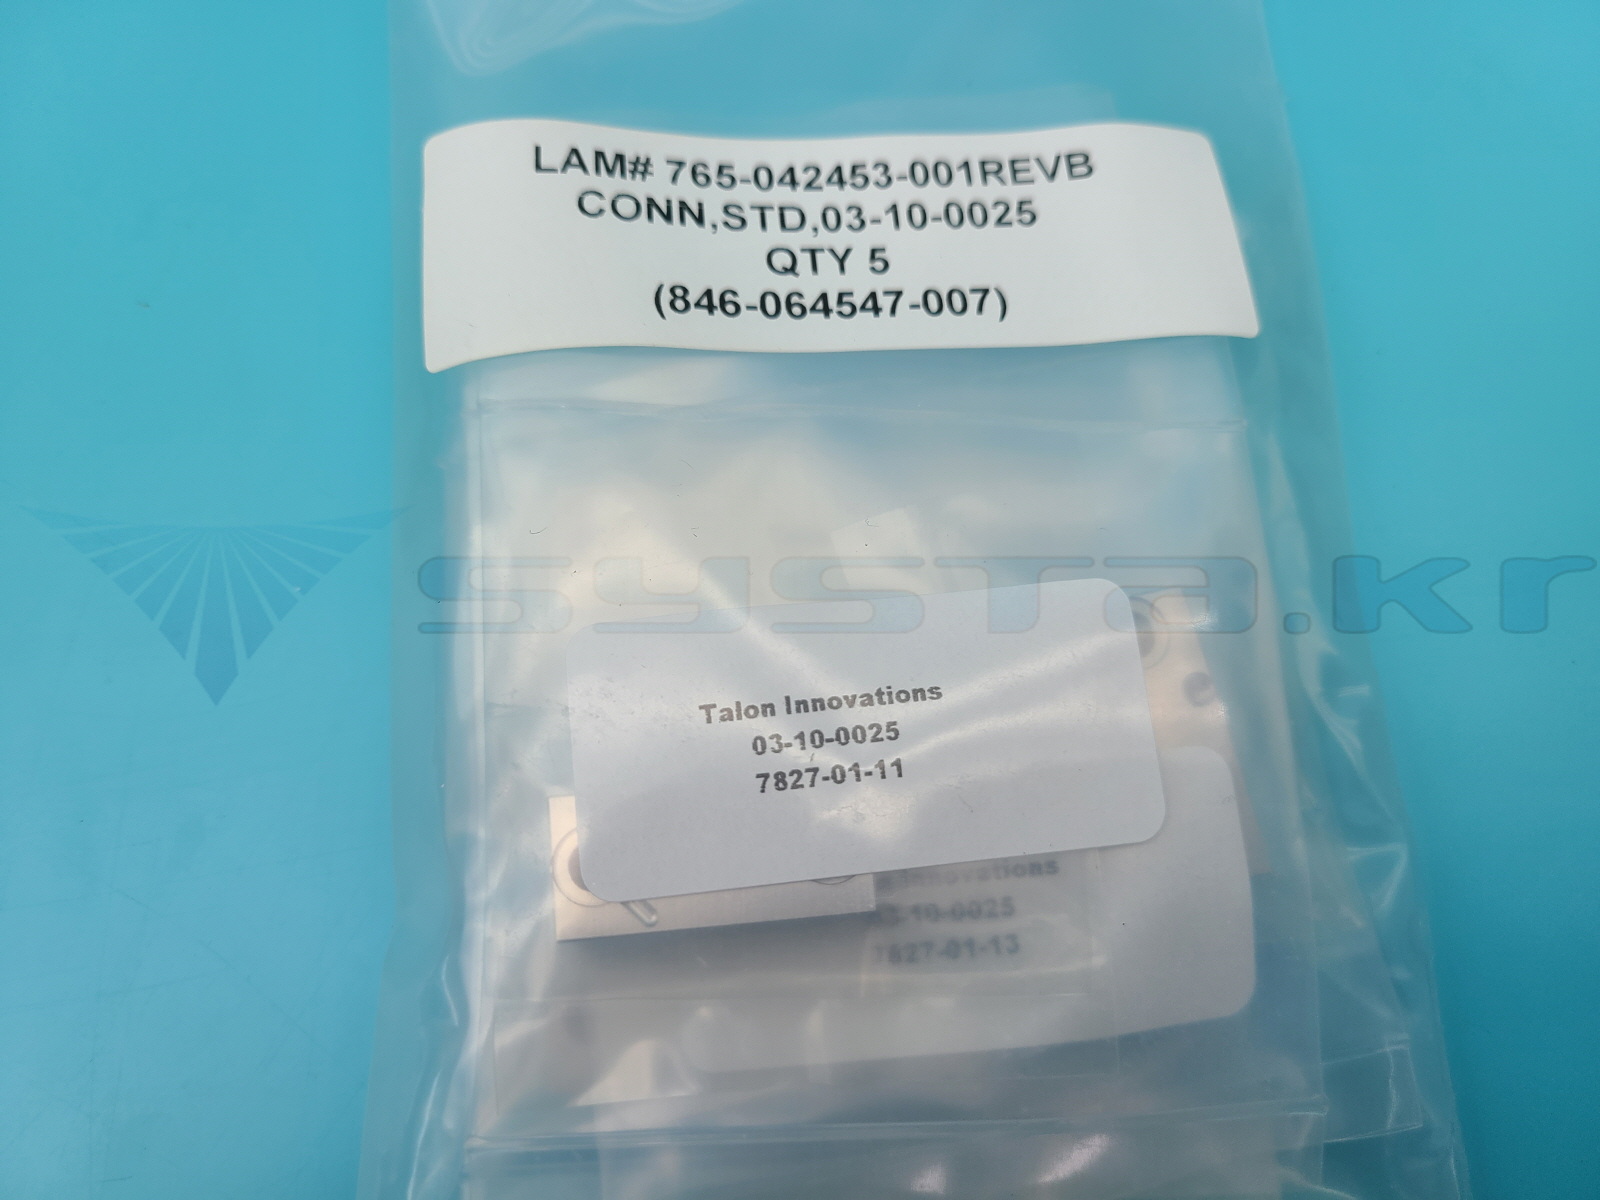 LAM# 765-042453-001REVB
CONN,STD,03-10-0025
QTY 5
(846-064547-007)
systa.kr
Talon Innovations
03-10-0025
7827-01-11
Innovations
10-0025
7827-01-13